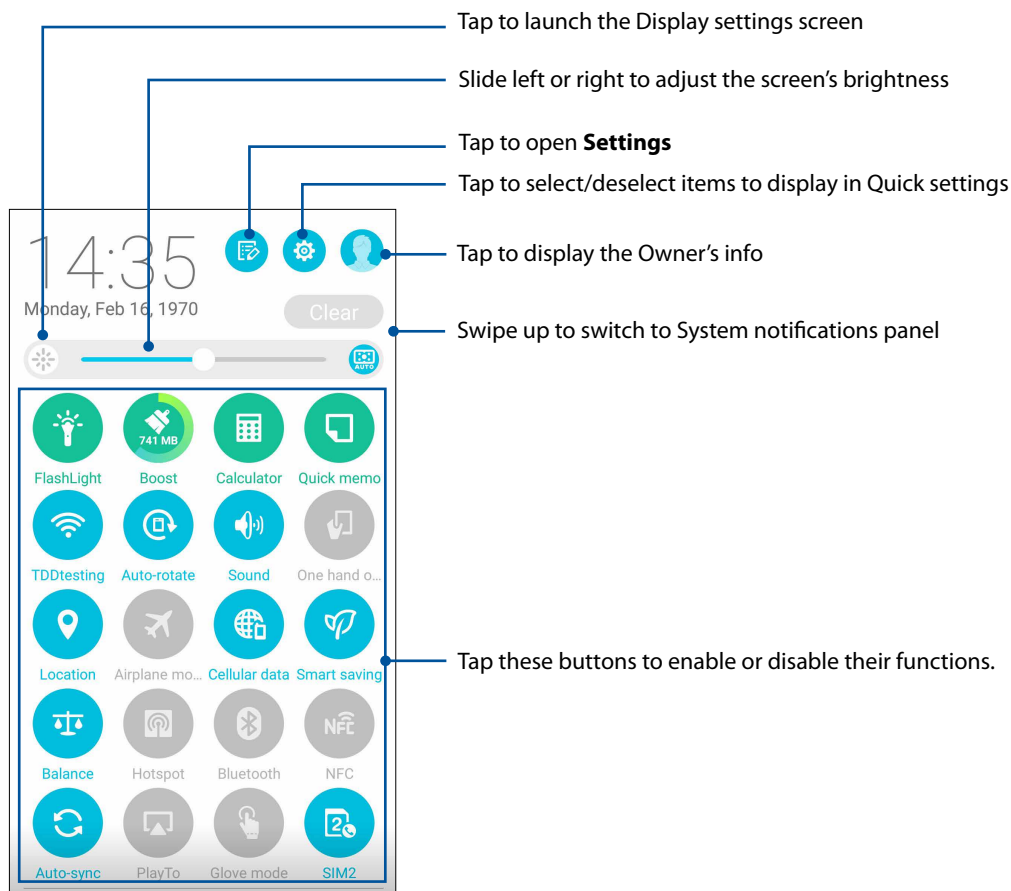 Tap to launch the Display settings screen
Slide left or right to adjust the screen’s brightness
Tap to open Settings
Tap to select/deselect items to display in Quick settings
14:35
Tap to display the Owner’s info
Monday, Feb 16, 1970
Clear
Swipe up to switch to System notifications panel
AUTO
741 MB
FlashLight Boost Calculator Quick memo
TDDtesting Auto-rotate Sound One hand o...
Location Airplane mo... Cellular data Smart saving
Tap these buttons to enable or disable their functions.
NFC
Balance Hotspot Bluetooth NFC
2
Auto-sync PlayTo Glove mode SIM2